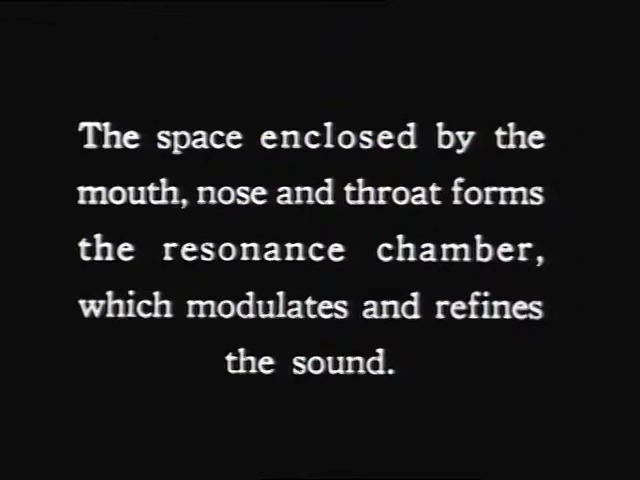 The space enclosed by the
mouth, nose and throat forms
the resonance chamber,
which modulates and refines
the sound.